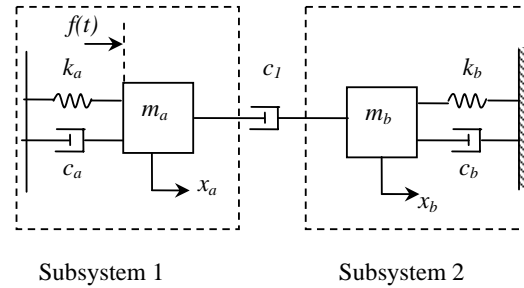 f(t)
k_a
c_1
k_b
m_a
m_b
c_a
x_a
x_b
c_b
Subsystem 1
Subsystem 2